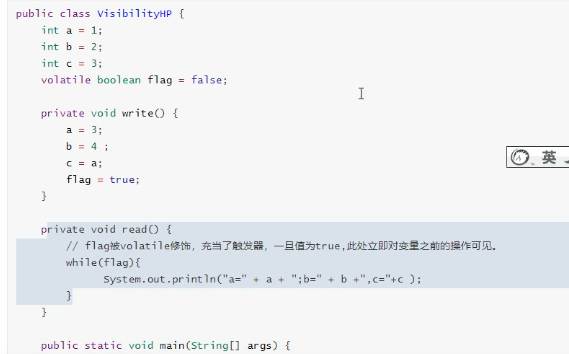 public class VisibilityHP {
int a = 1;
int b = 2;
int c = 3;
volatile boolean flag = false;
private void write() {
a = 3;
b = 4 ;
c = a;
flag = true;
}
private void read() {
// flag被volatile修饰，充当了触发器，一旦值为true,此处立即对变量之前的操作可见。
while(flag){
System.out.println("a=" + a + ";b=" + b +",c="+c );
}
}
public static void main(String[] args) {
英